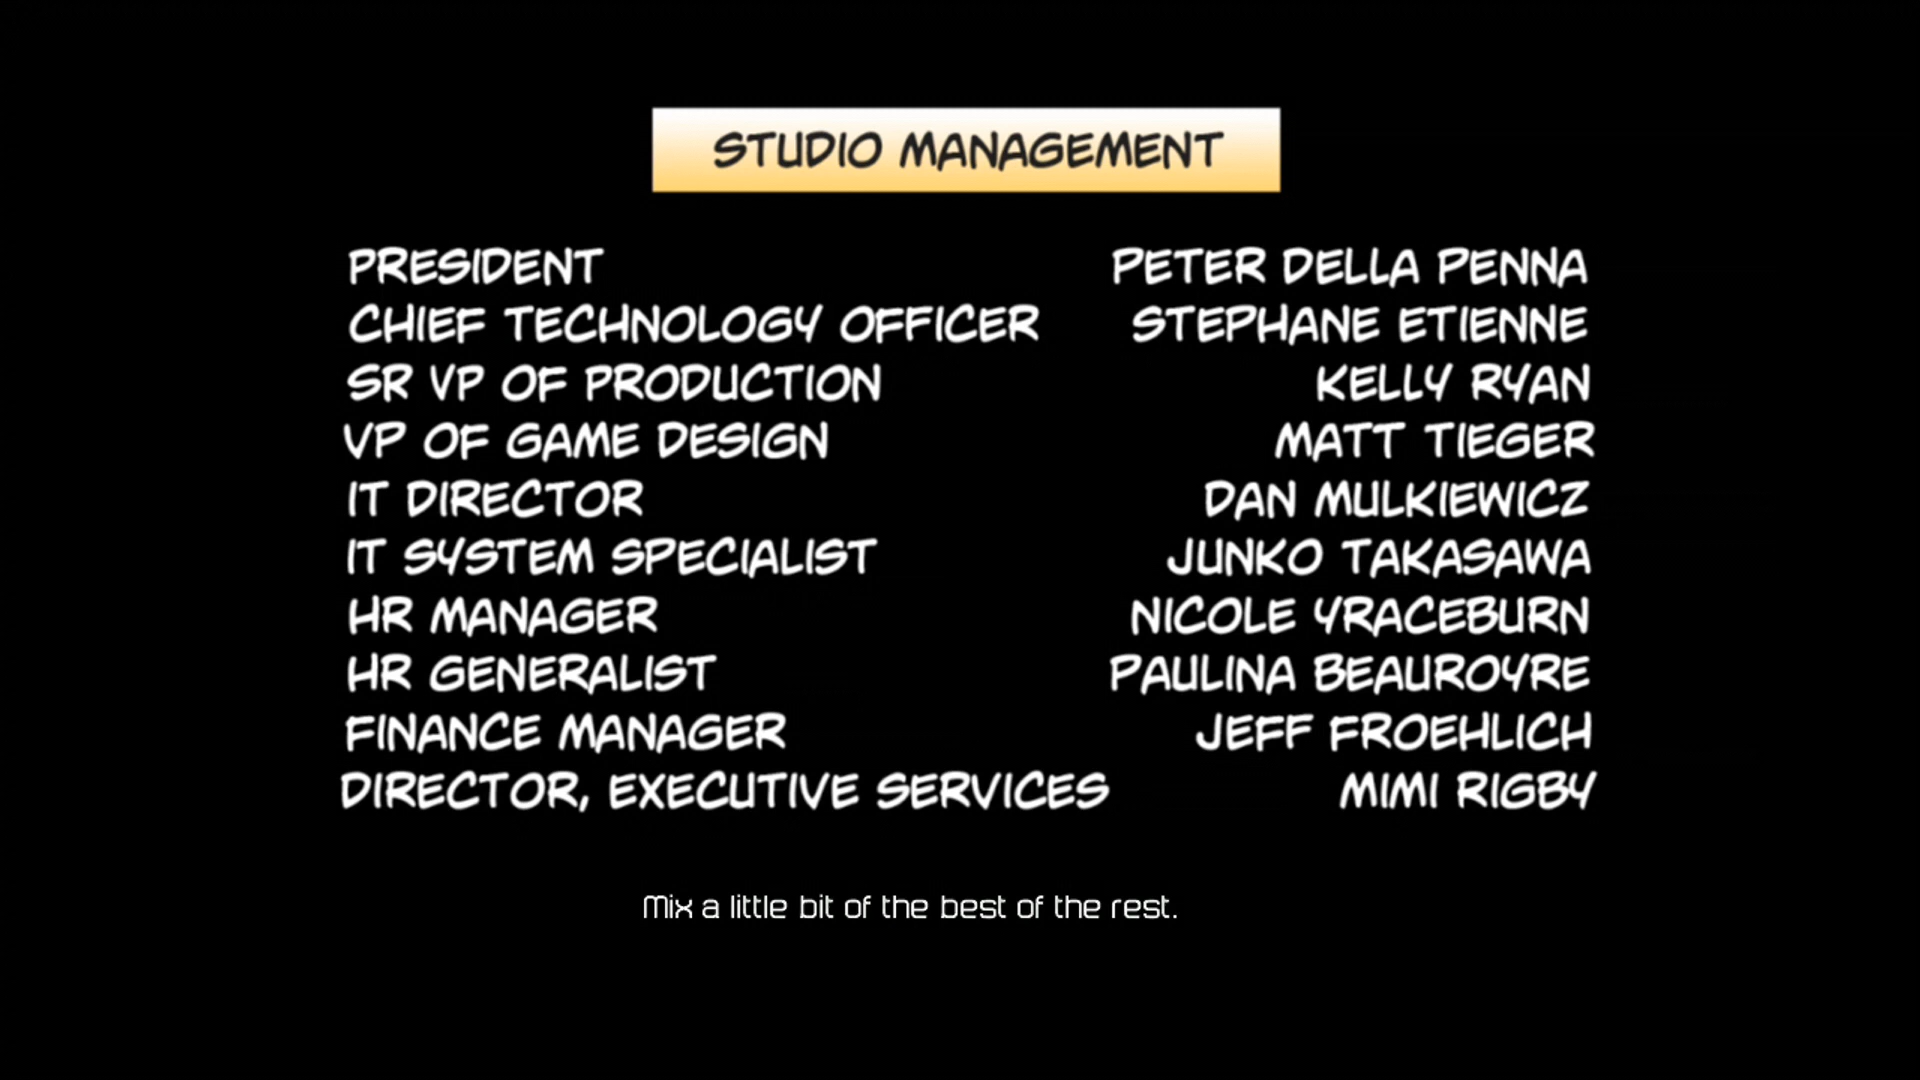 STUDIO MANAGEMENT
PRESIDENT PETER DELLA PENNA
CHIEF TECHNOLOGY OFFICER STEPHANE ETIENNE
SR VP OF PRODUCTION KELLY RYAN
VP OF GAME DESIGN MATT TIEGER
IT DIRECTOR DAN MULKIEWICZ
IT SYSTEM SPECIALIST JUNKO TAKASAWA
HR MANAGER NICOLE YRACEBURN
HR GENERALIST PAULINA BEAUROYRE
FINANCE MANAGER JEFF FROEHLICH
DIRECTOR, EXECUTIVE SERVICES MIMI RIGBY
Mix a little bit of the best of the rest.